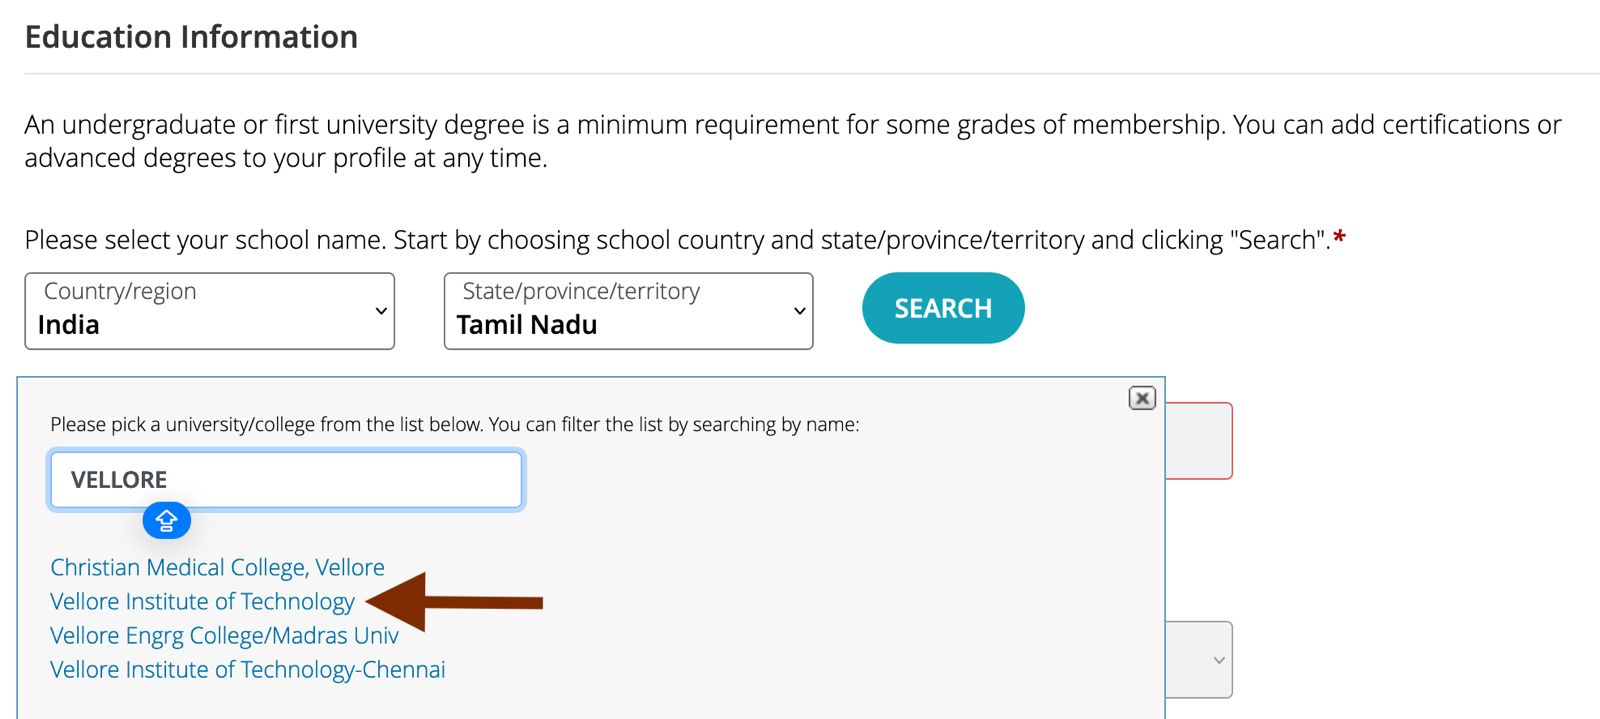 Education Information
An undergraduate or first university degree is a minimum requirement for some grades of membership. You can add certifications or
advanced degrees to your profile at any time.
Please select your school name. Start by choosing school country and state/province/territory and clicking "Search".*
Country/region
India
State/province/territory
Tamil Nadu
SEARCH
Please pick a university/college from the list below. You can filter the list by searching by name:
VELLORE
Christian Medical College, Vellore
Vellore Institute of Technology
Vellore Engrg College/Madras Univ
Vellore Institute of Technology-Chennai